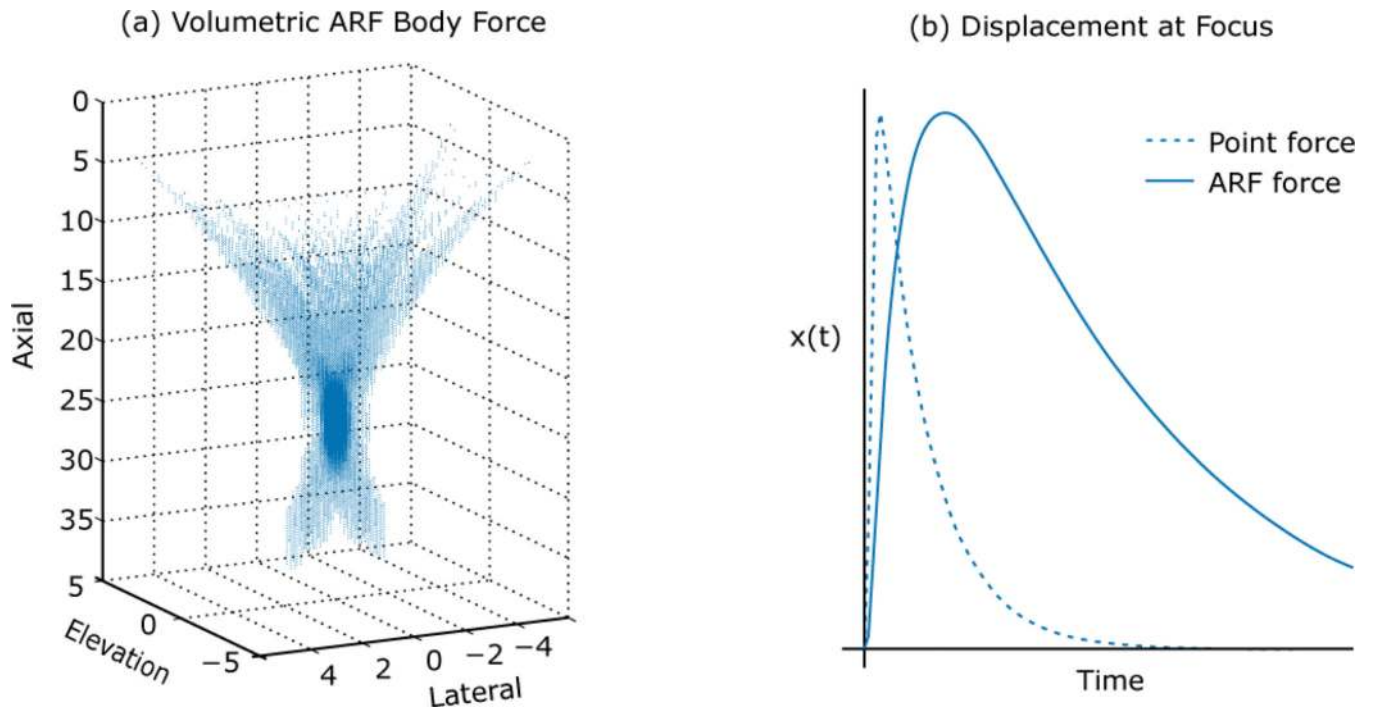 (a) Volumetric ARF Body Force
0
5
10
15
20
25
30
35
Axial
5
0
−5
Elevation
4
2
0
−2
−4
Lateral
(b) Displacement at Focus
Point force
ARF force
x(t)
Time